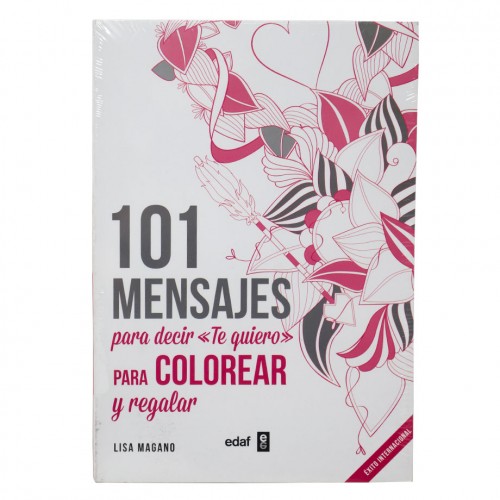 101
MENSAJES
para decir «Te quiero»
PARA COLOREAR
y regalar
LISA MAGANO
edaf e
ÉXITO INTERNACIONAL